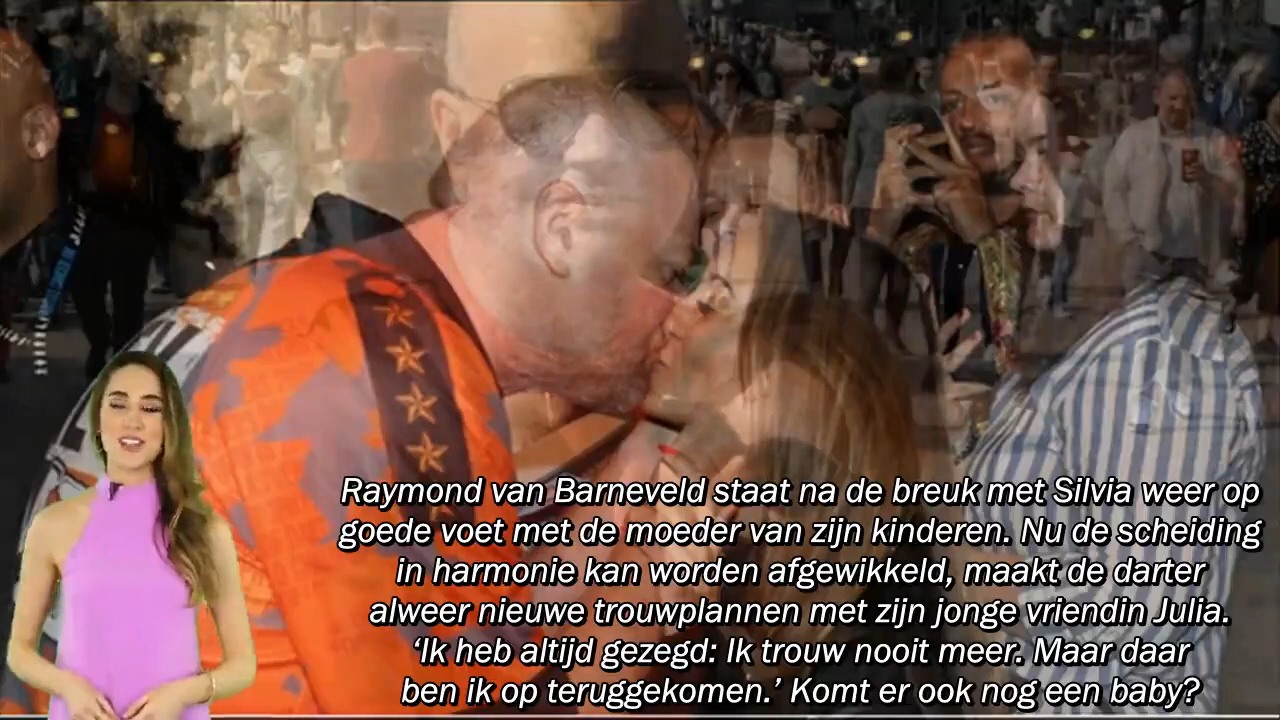 Raymond van Barneveld staat na de breuk met Silvia weer op
goede voet met de moeder van zijn kinderen. Nu de scheiding
in harmonie kan worden afgewikkeld, maakt de darter
alweer nieuwe trouwplannen met zijn jonge vriendin Julia.
‘Ik heb altijd gezegd: Ik trouw nooit meer. Maar daar
ben ik op teruggekomen.’ Komt er ook nog een baby?